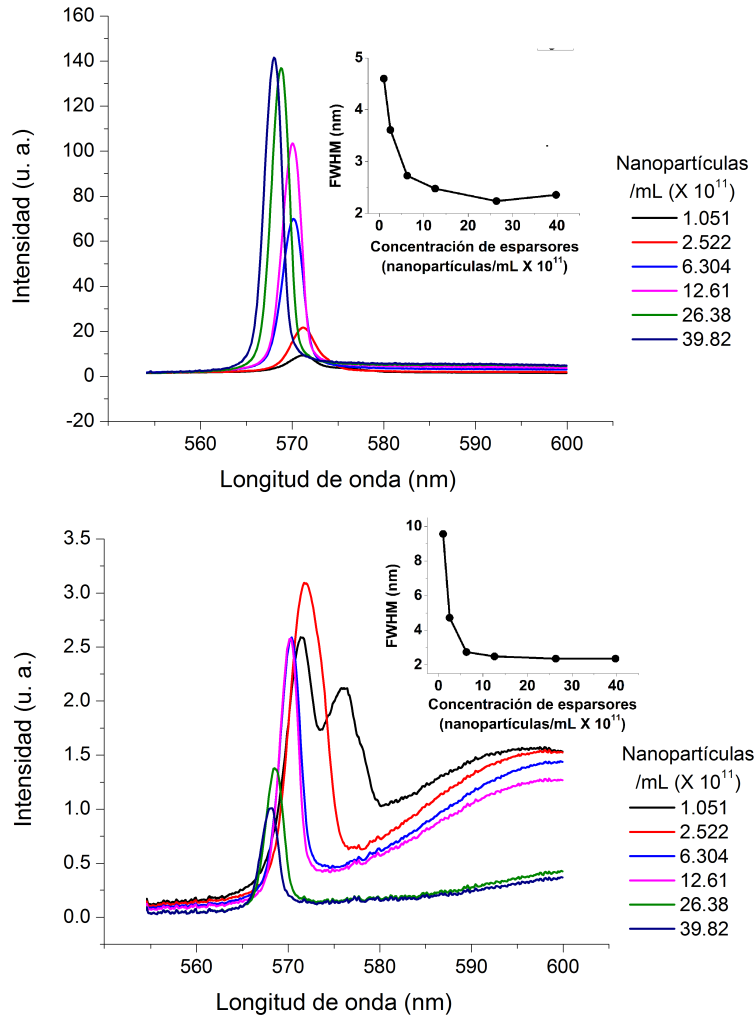 160
140
120
100
80
60
40
20
0
-20
Intensidad (u. a.)
560 570 580 590 600
Longitud de onda (nm)
5
4
3
2
FWHM (nm)
0 10 20 30 40
Concentración de esparsores
(nanopartículas/mL X 10¹¹)
Nanopartículas
/mL (X 10¹¹)
1.051
2.522
6.304
12.61
26.38
39.82
3.5
3.0
2.5
2.0
1.5
1.0
0.5
0.0
Intensidad (u. a.)
560 570 580 590 600
Longitud de onda (nm)
10
8
6
4
2
FWHM (nm)
0 10 20 30 40
Concentración de esparsores
(nanopartículas/mL X 10¹¹)
Nanopartículas
/mL (X 10¹¹)
1.051
2.522
6.304
12.61
26.38
39.82